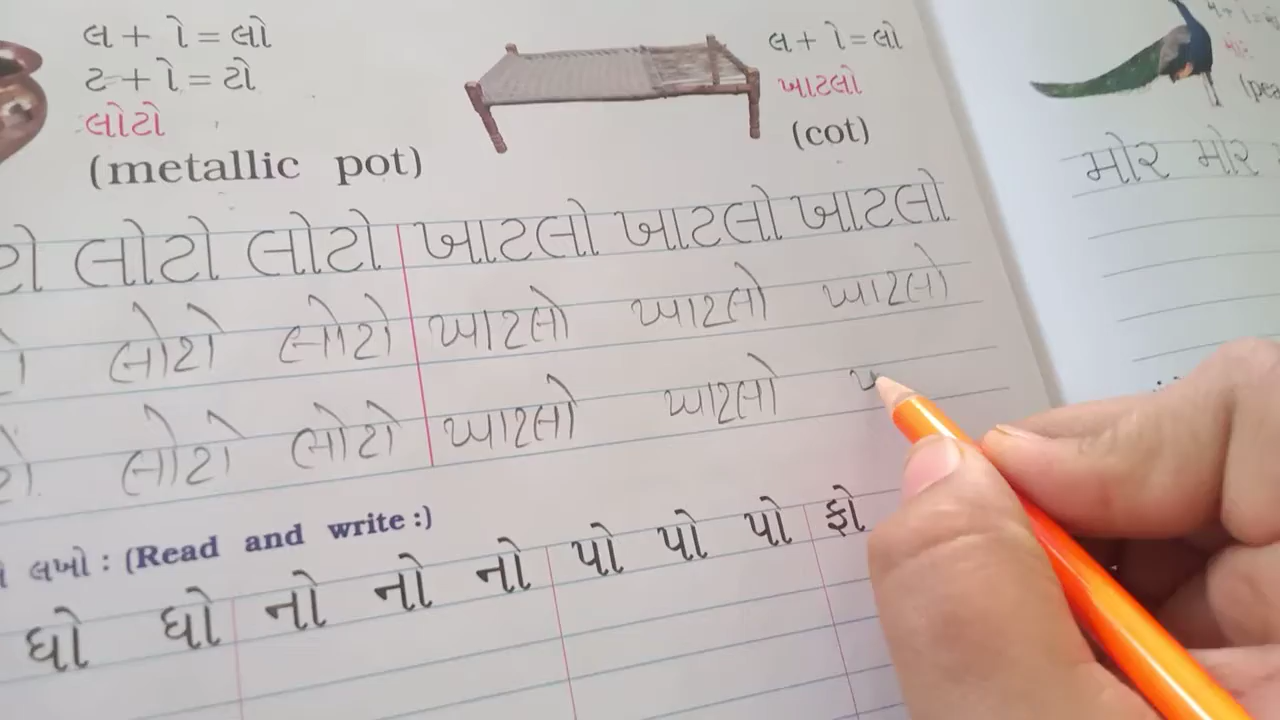 લ + ો = લો
ટ + ો = ટો
લોટો
(metallic pot)
લ + ો = લો
ખાટલો
(cot)
મોર મોર
ટો લોટો લોટો ખાટલો ખાટલો ખાટલો
લોટો લોટો ખાટલો ખાટલો ખાટલો
લોટો લોટો ખાટલો ખાટલો
લખો : (Read and write :)
ઘો ઘો નો નો નો પો પો પો ફો